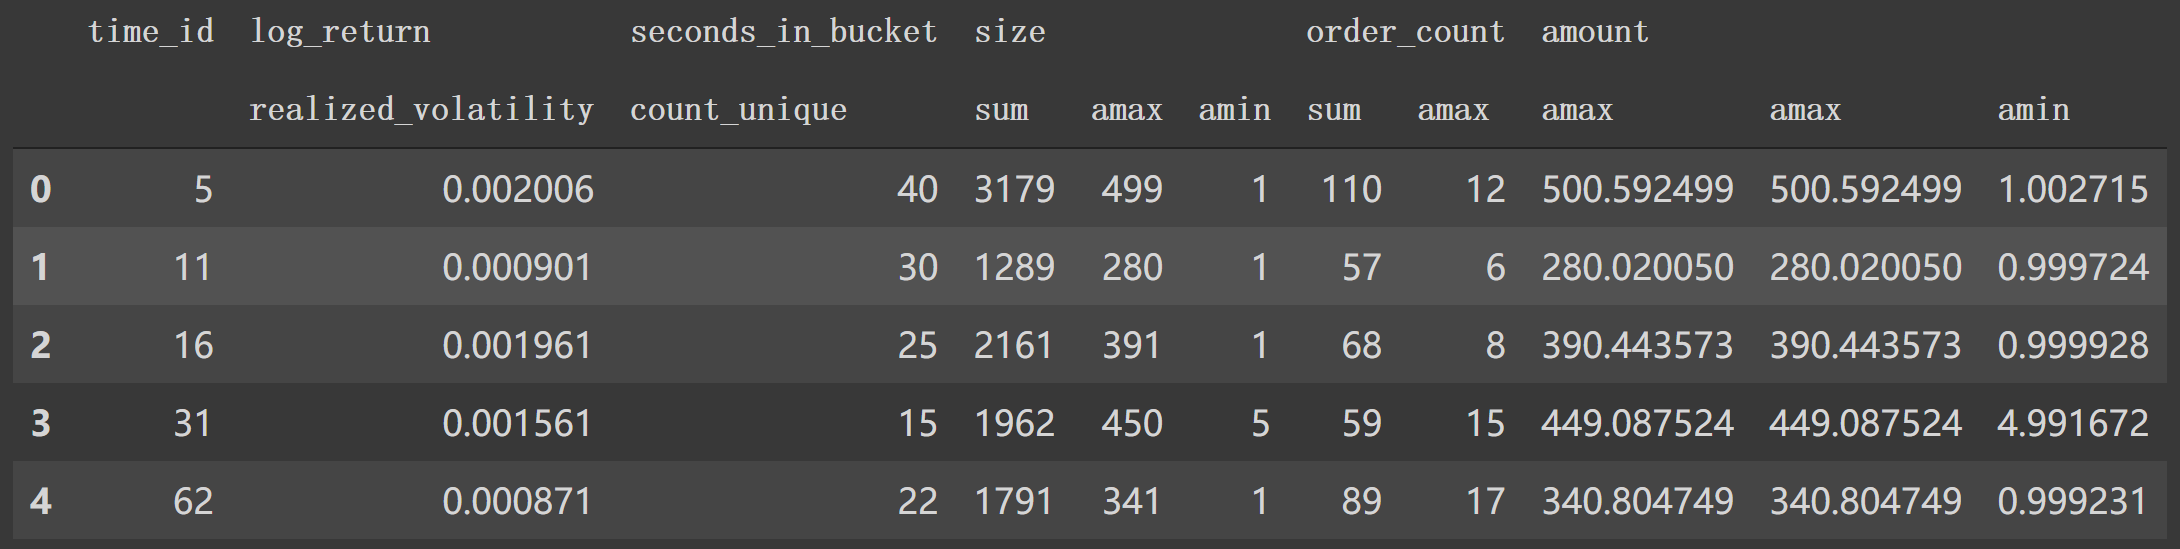 time_id log_return seconds_in_bucket size order_count amount
realized_volatility count_unique sum amax amin sum amax amax amax amin
0 5 0.002006 40 3179 499 1 110 12 500.592499 500.592499 1.002715
1 11 0.000901 30 1289 280 1 57 6 280.020050 280.020050 0.999724
2 16 0.001961 25 2161 391 1 68 8 390.443573 390.443573 0.999928
3 31 0.001561 15 1962 450 5 59 15 449.087524 449.087524 4.991672
4 62 0.000871 22 1791 341 1 89 17 340.804749 340.804749 0.999231